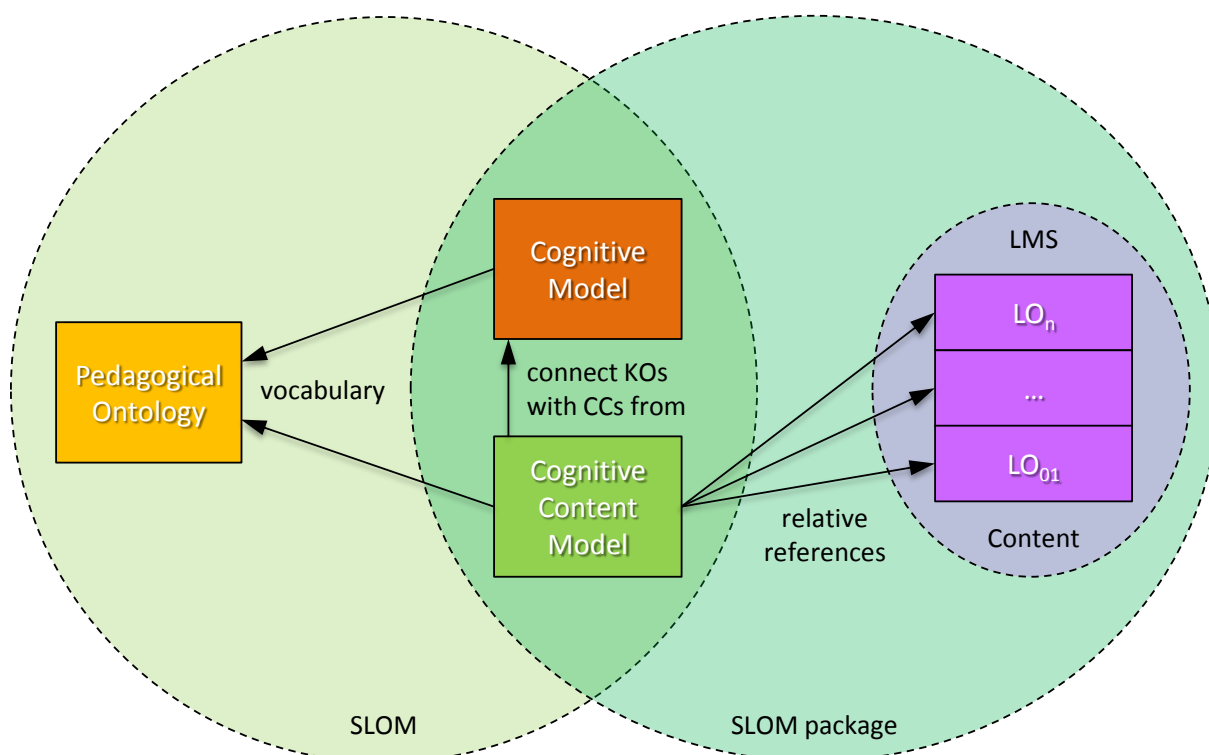 LMS
Cognitive
Model
LOₙ
Pedagogical
Ontology
vocabulary
connect KOs
with CCs from
...
Cognitive
Content
Model
LO₀₁
relative
references
Content
SLOM
SLOM package